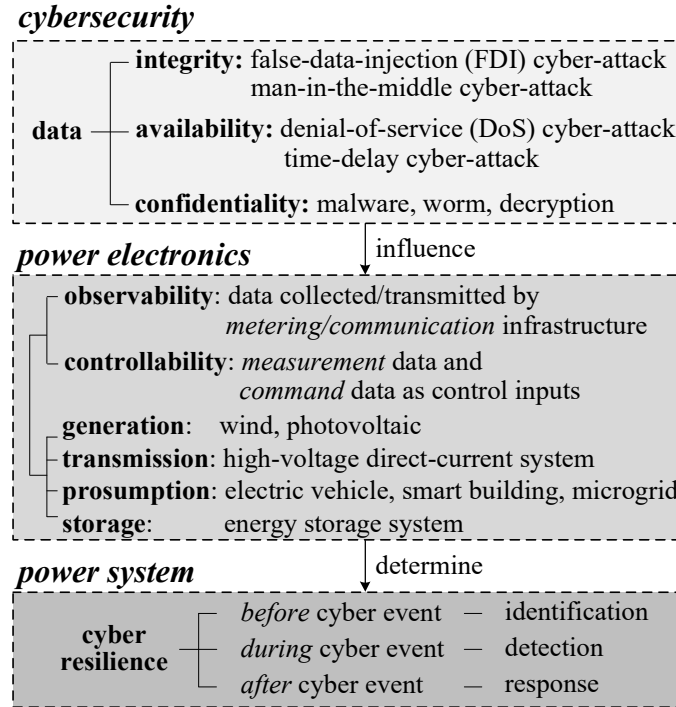 cybersecurity
integrity: false-data-injection (FDI) cyber-attack
man-in-the-middle cyber-attack
data
availability: denial-of-service (DoS) cyber-attack
time-delay cyber-attack
confidentiality: malware, worm, decryption
influence
power electronics
observability: data collected/transmitted by
metering/communication infrastructure
controllability: measurement data and
command data as control inputs
generation: wind, photovoltaic
transmission: high-voltage direct-current system
prosumption: electric vehicle, smart building, microgrid
storage: energy storage system
determine
power system
cyber
resilience
before cyber event – identification
during cyber event – detection
after cyber event – response